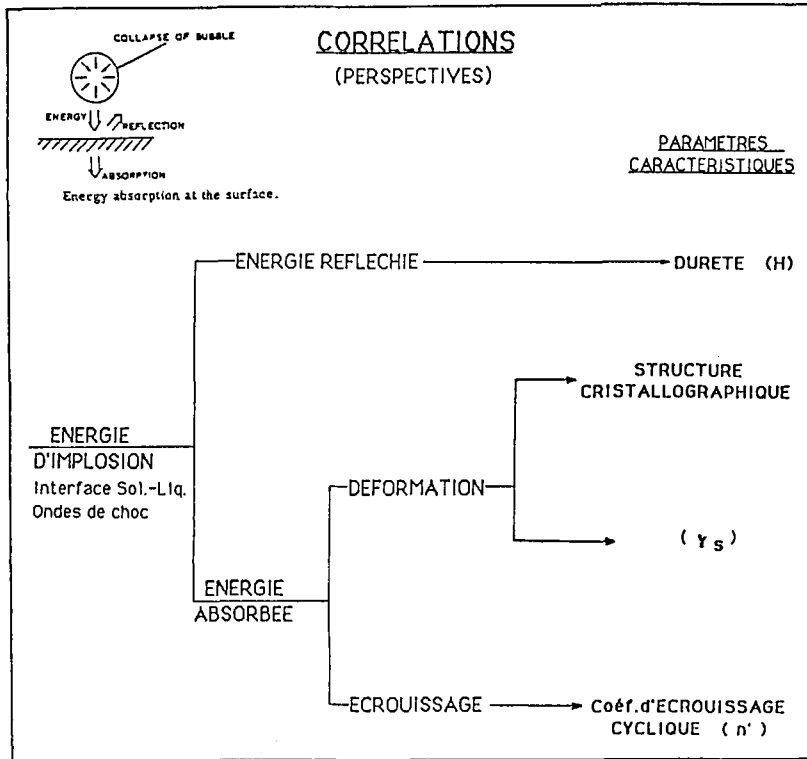 COLLAPSE OF BUBBLE
CORRELATIONS
(PERSPECTIVES)
ENERGY
REFLECTION
ABSORPTION
Energy absorption at the surface.
PARAMETRES
CARACTERISTIQUES
ENERGIE REFLECHIE
DURETE (H)
STRUCTURE
CRISTALLOGRAPHIQUE
ENERGIE
D'IMPLOSION
Interface Sol.-Liq.
Ondes de choc
DEFORMATION
(γs)
ENERGIE
ABSORBEE
ECROUISSAGE
Coéf.d'ECROUISSAGE
CYCLIQUE (n')